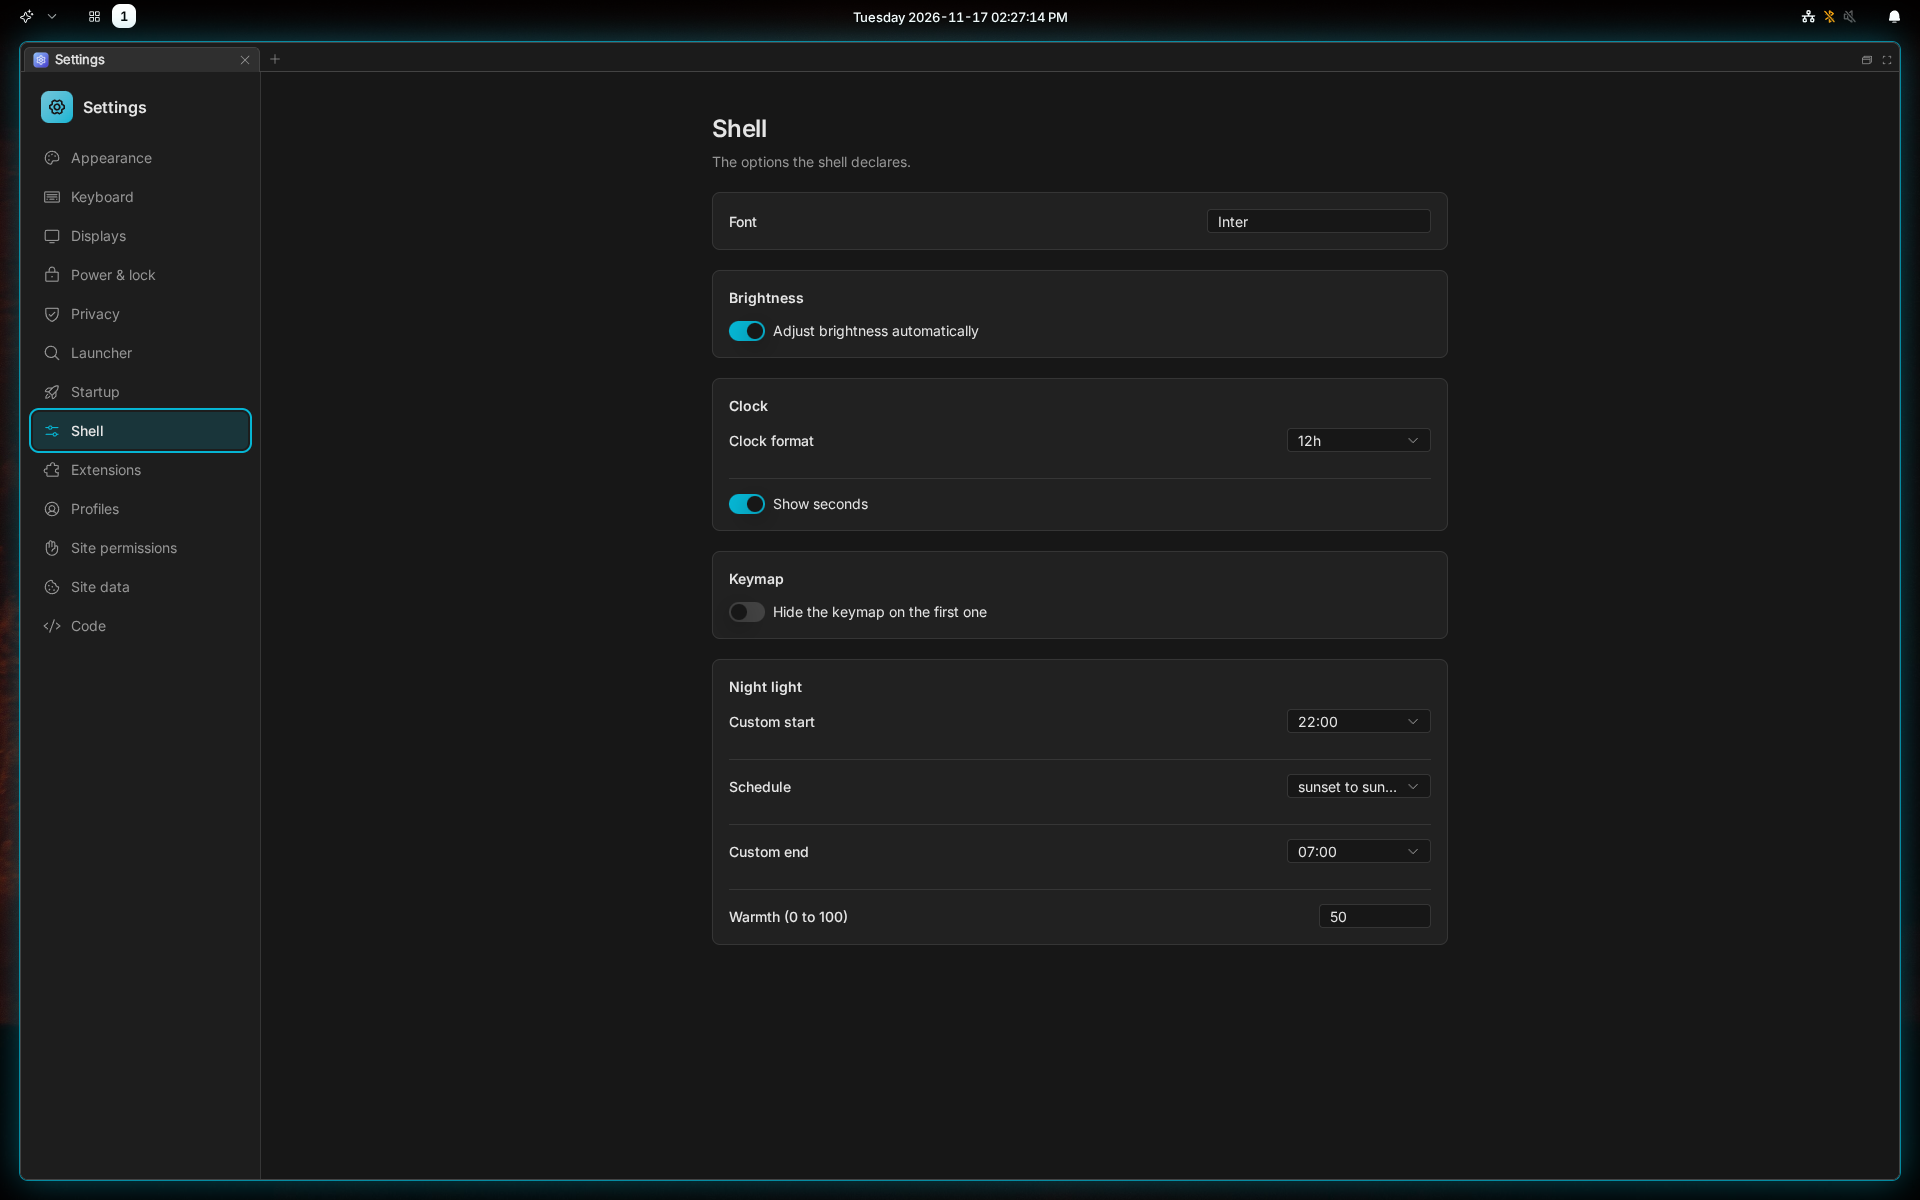 1
Tuesday 2026-11-17 02:27:14 PM
Settings
Settings
Appearance
Keyboard
Displays
Power & lock
Privacy
Launcher
Startup
Shell
Extensions
Profiles
Site permissions
Site data
Code
Shell
The options the shell declares.
Font
Inter
Brightness
Adjust brightness automatically
Clock
Clock format
12h
Show seconds
Keymap
Hide the keymap on the first one
Night light
Custom start
22:00
Schedule
sunset to sun...
Custom end
07:00
Warmth (0 to 100)
50